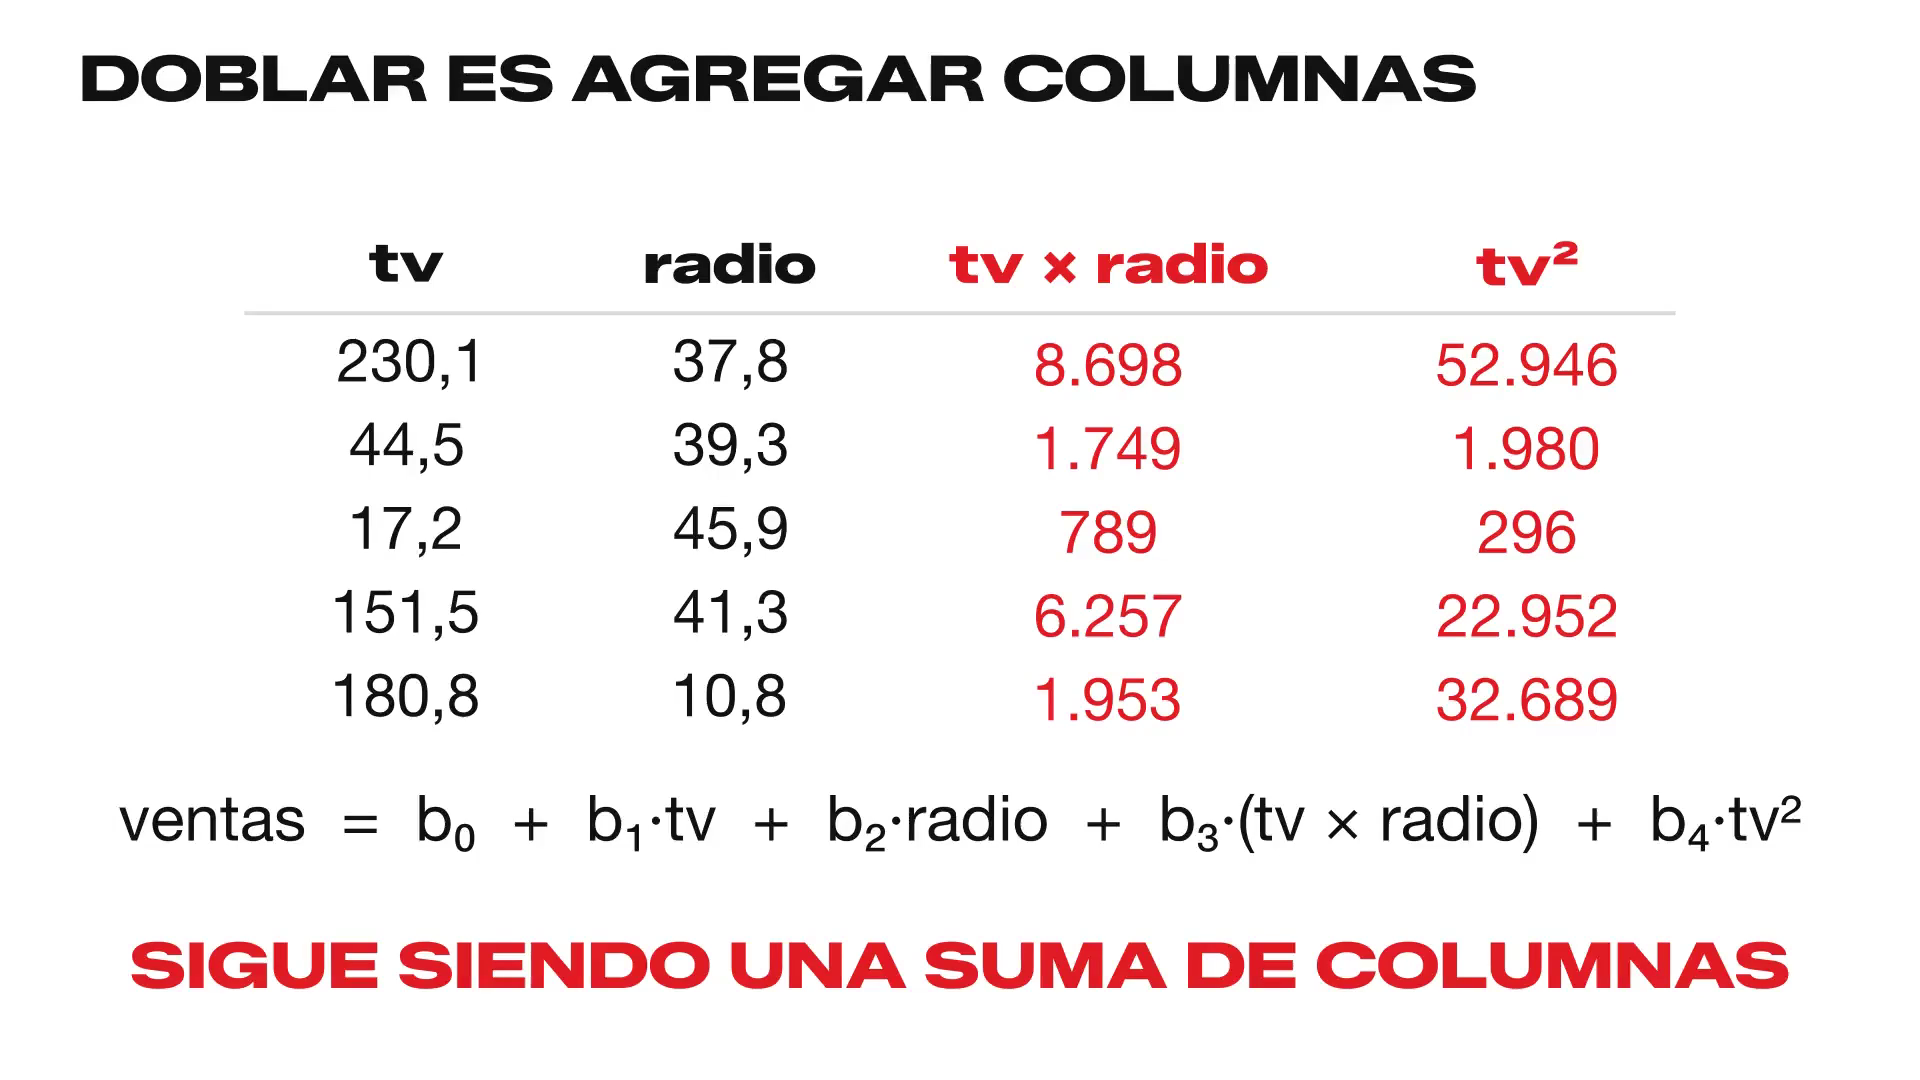 DOBLAR ES AGREGAR COLUMNAS
tv radio tv × radio tv²
230,1 37,8 8.698 52.946
44,5 39,3 1.749 1.980
17,2 45,9 789 296
151,5 41,3 6.257 22.952
180,8 10,8 1.953 32.689
ventas = b₀ + b₁·tv + b₂·radio + b₃·(tv × radio) + b₄·tv²
SIGUE SIENDO UNA SUMA DE COLUMNAS